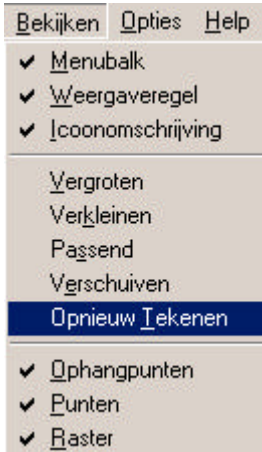 Bekijken Opties Help
Menubalk
Weergaveregel
Icoonomschrijving
Vergroten
Verkleinen
Passend
Verschuiven
Opnieuw Tekenen
Ophangpunten
Punten
Raster